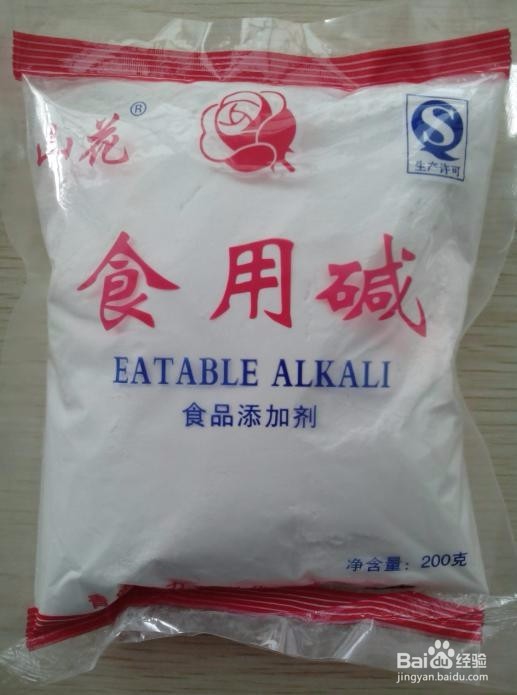 山花®
生产许可
食用碱
EATABLE ALKALI
食品添加剂
净含量：200克
Baidu经验
jingyan.baidu.com